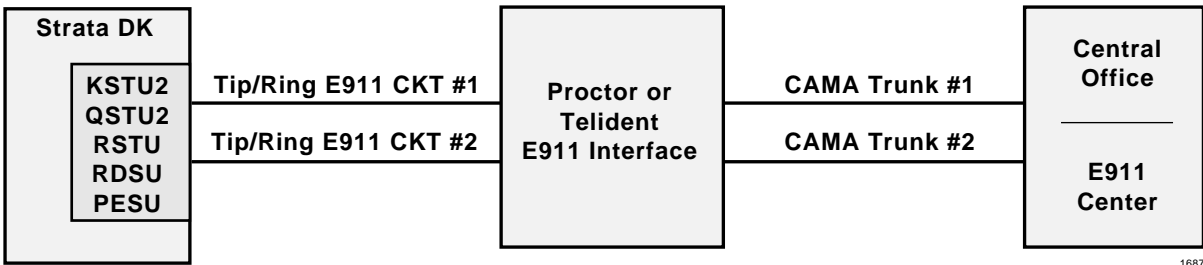 Strata DK
KSTU2
QSTU2
RSTU
RDSU
PESU
Tip/Ring E911 CKT #1
Tip/Ring E911 CKT #2
Proctor or
Telident
E911 Interface
CAMA Trunk #1
CAMA Trunk #2
Central
Office
E911
Center
1687